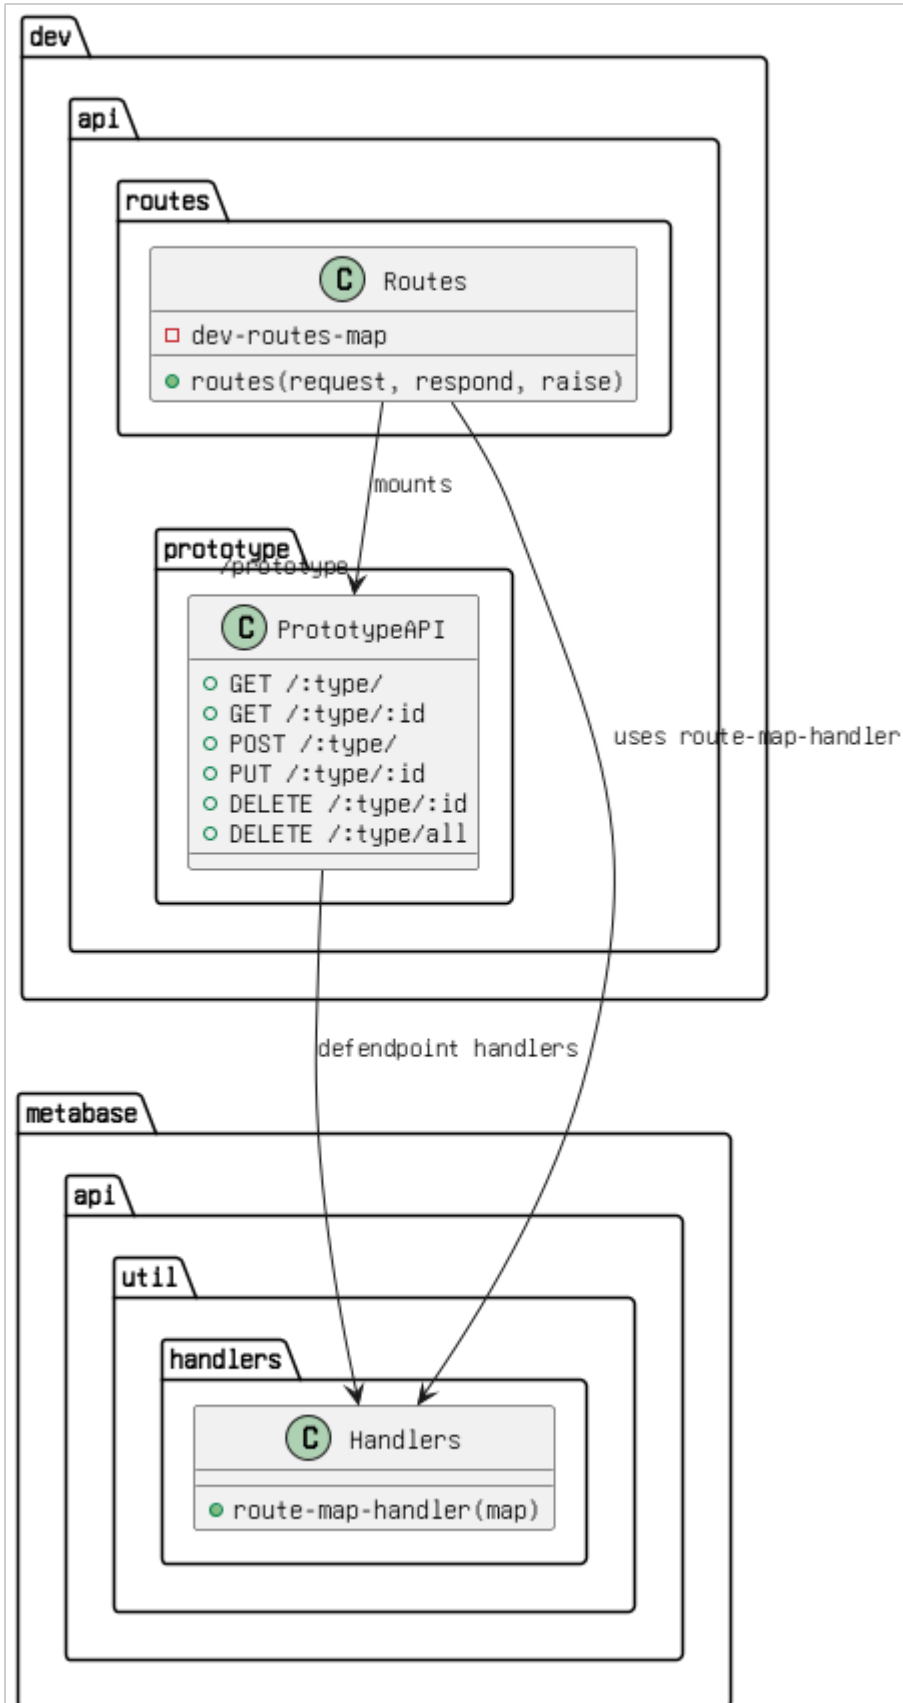 dev
api
routes
C Routes
dev-routes-map
routes(request, respond, raise)
mounts
prototype
/prototype
C PrototypeAPI
GET /:type/
GET /:type/:id
POST /:type/
PUT /:type/:id
DELETE /:type/:id
DELETE /:type/all
uses route-map-handler
defendpoint handlers
metabase
api
util
handlers
C Handlers
route-map-handler(map)